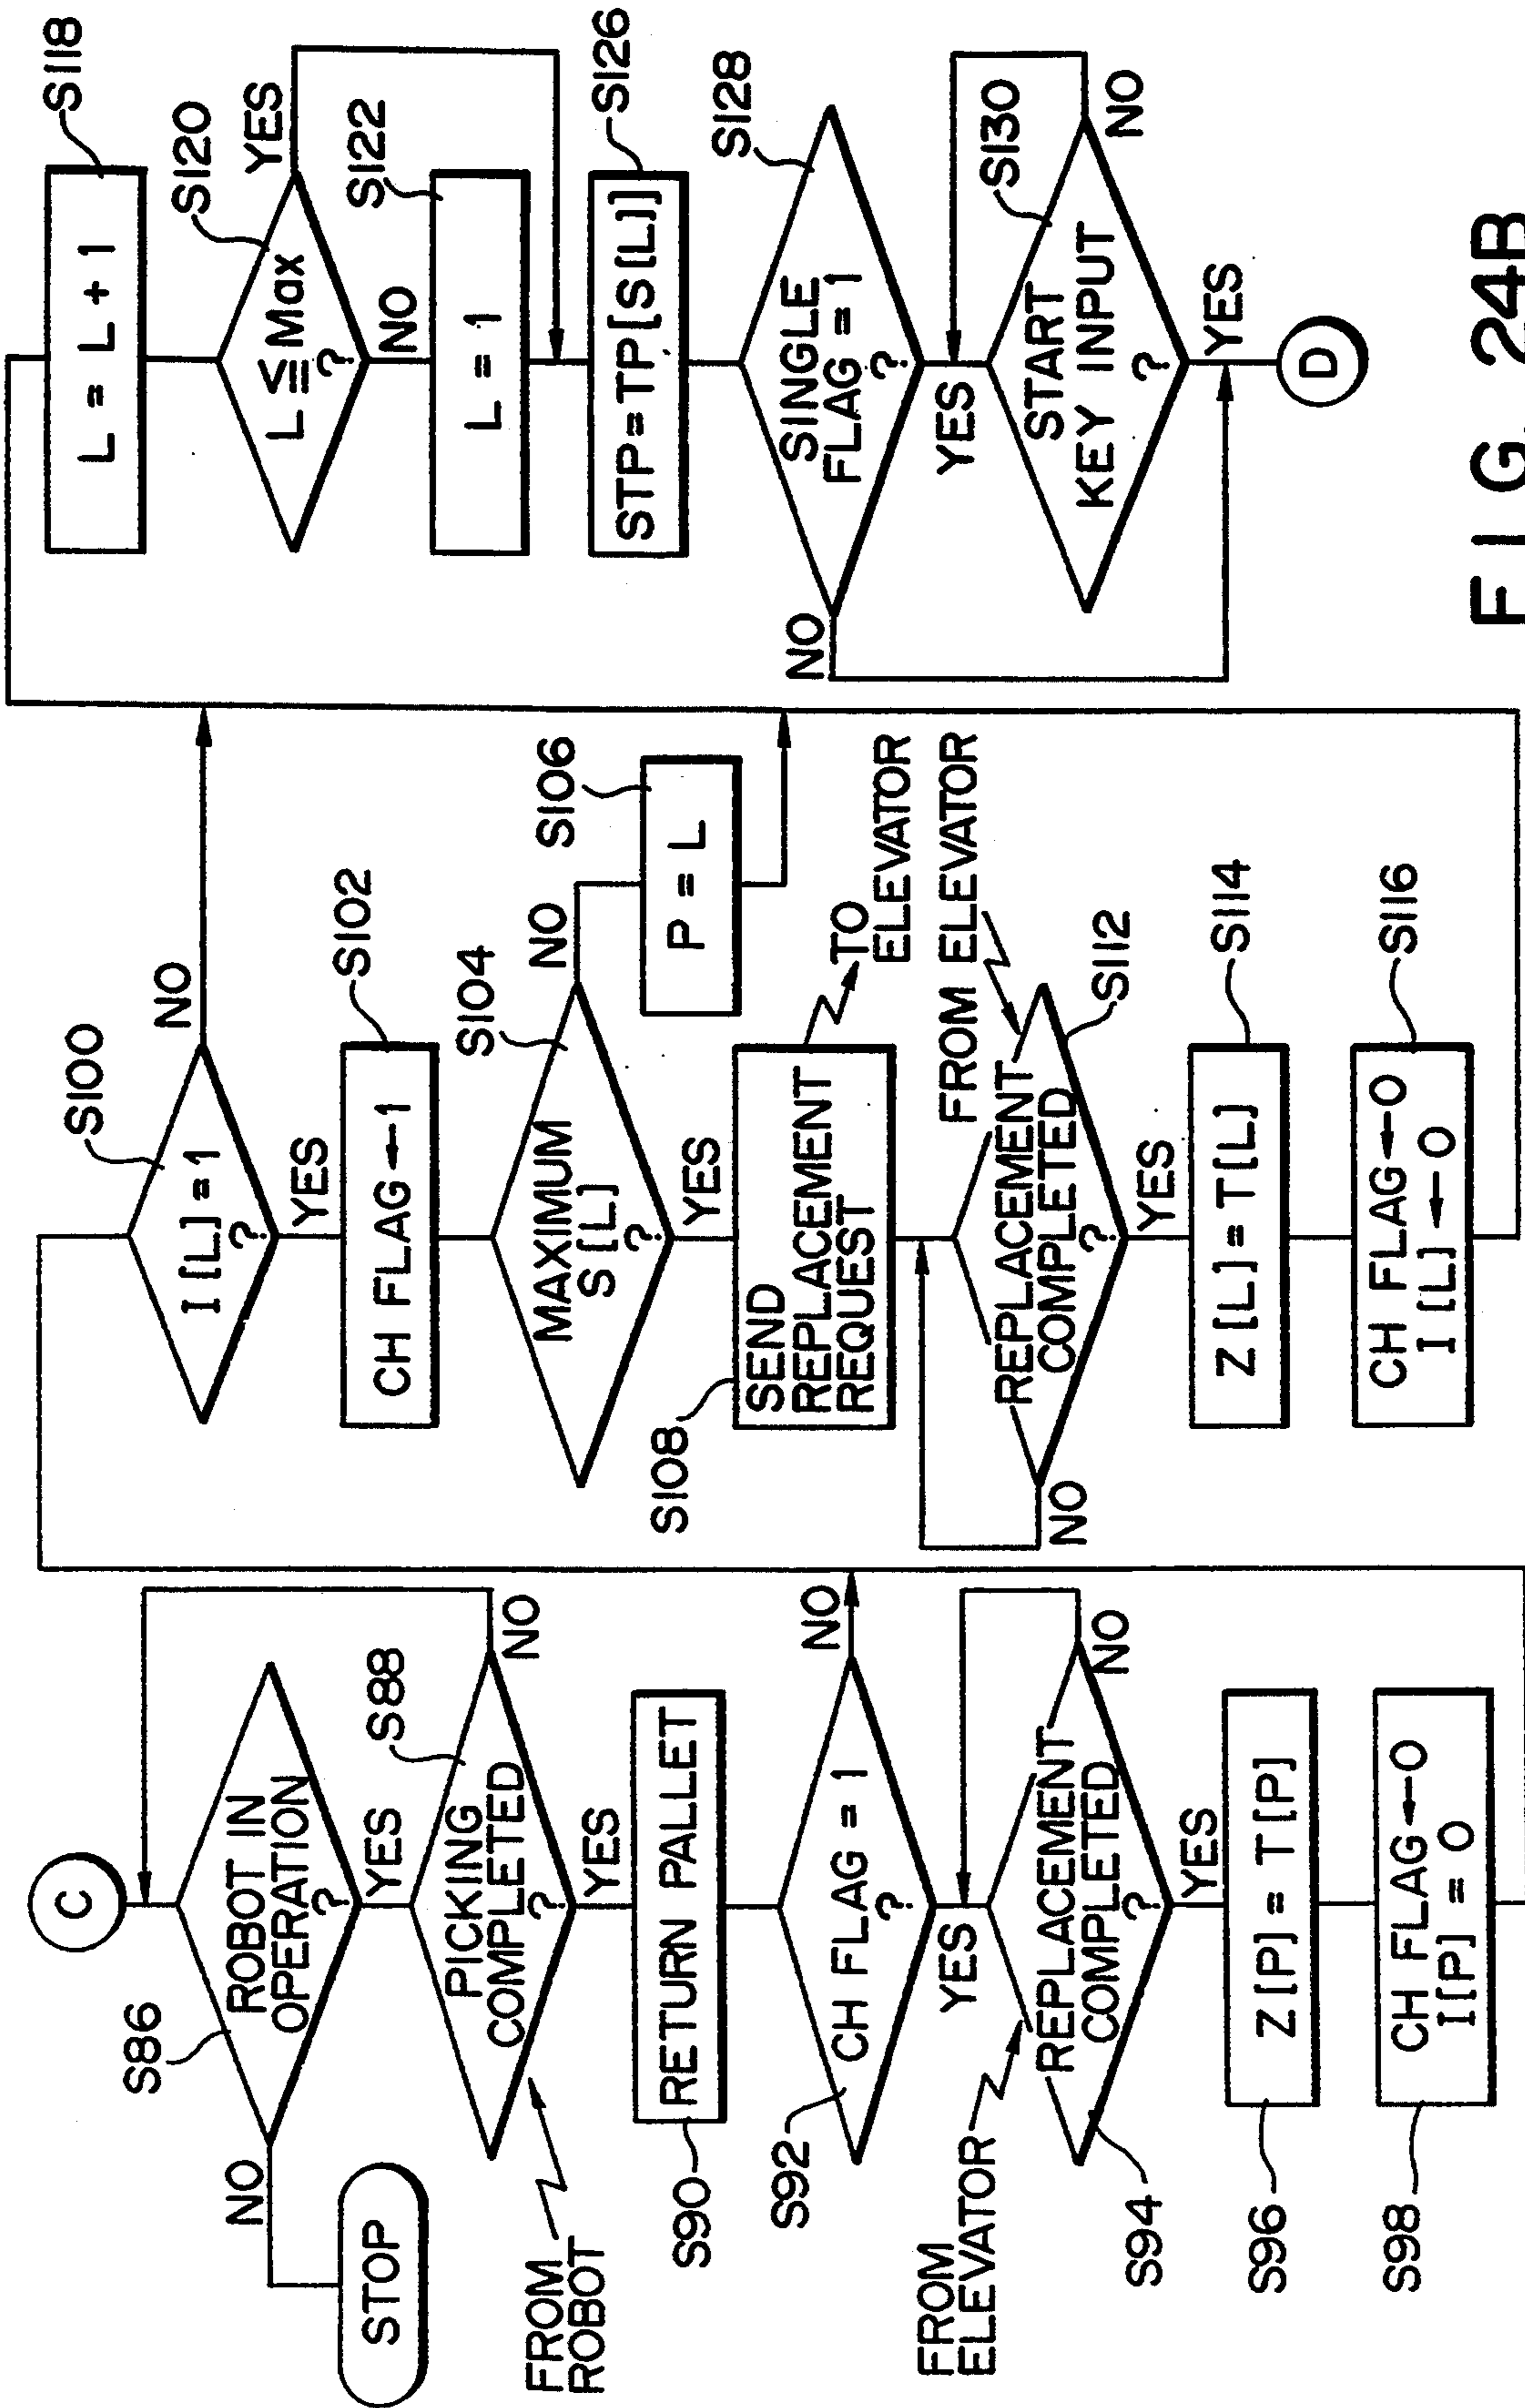 C
S86
ROBOT IN
OPERATION
?
NO
STOP
YES
S88
PICKING
COMPLETED
?
NO
FROM
ROBOT
YES
S90
RETURN PALLET
S92
CH FLAG = 1
?
NO
YES
FROM
ELEVATOR
REPLACEMENT
COMPLETED
?
NO
S94
YES
S96
Z [P] = T [P]
S98
CH FLAG ← 0
I[P] = 0
S100
I [L] = 1
?
NO
YES
S102
CH FLAG ← 1
S104
MAXIMUM
S [L]
?
NO
S106
P = L
YES
S108
SEND
REPLACEMENT
REQUEST
TO
ELEVATOR
FROM ELEVATOR
REPLACEMENT
COMPLETED
?
S112
NO
YES
S114
Z [L] = T [L]
S116
CH FLAG ← 0
I [L] ← 0
S118
L = L + 1
S120
L ≦ Max
?
YES
NO
S122
L = 1
S126
STP = TP [S [L]]
S128
SINGLE
FLAG = 1
?
NO
YES
S130
START
KEY INPUT
?
NO
YES
D
F I G. 24B